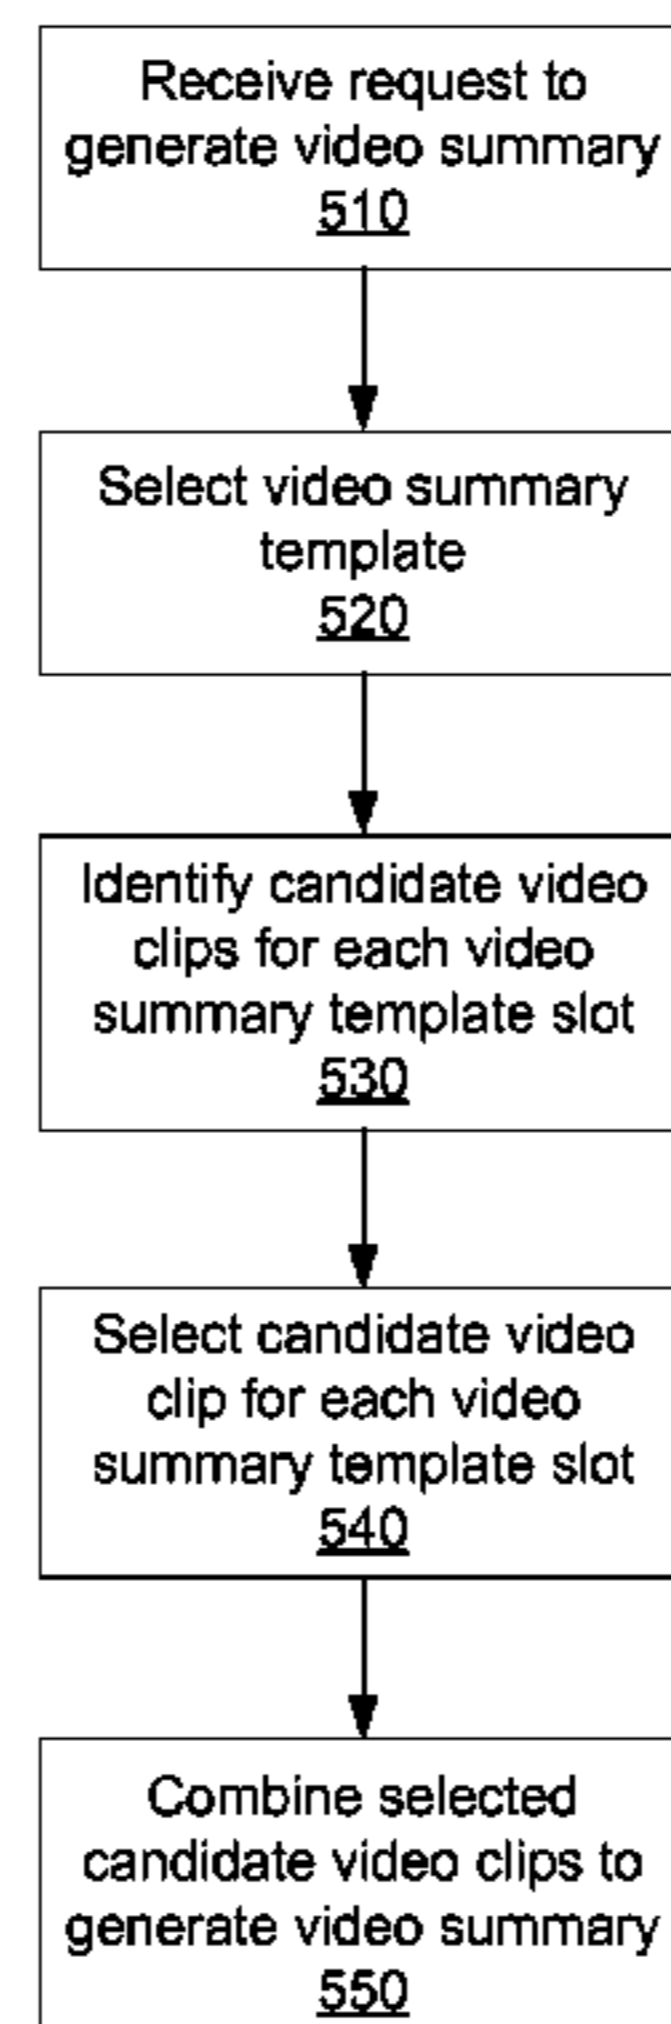 Receive request to
generate video summary
510
Select video summary
template
520
Identify candidate video
clips for each video
summary template slot
530
Select candidate video
clip for each video
summary template slot
540
Combine selected
candidate video clips to
generate video summary
550